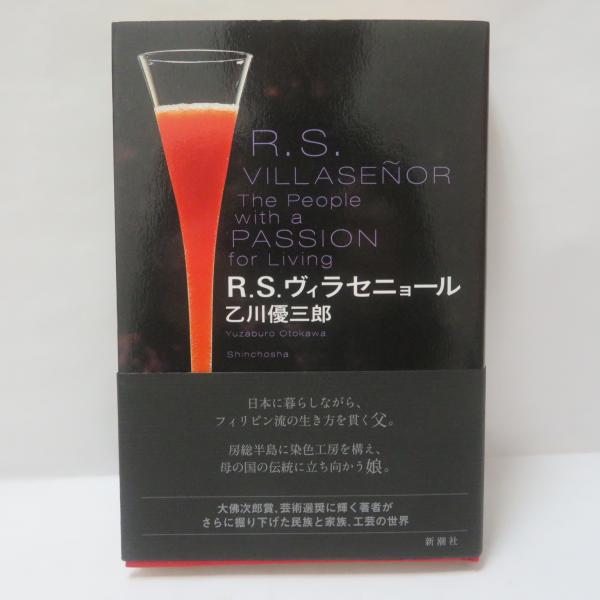 R.S.
VILLASEÑOR
The People
with a
PASSION
for Living
R.S.ヴィラセニョール
乙川優三郎
Yuzaburo Otokawa
Shinchosha
日本に暮らしながら、
フィリピン流の生き方を貫く父。
房総半島に染色工房を構え、
母の国の伝統に立ち向かう娘。
大佛次郎賞、芸術選奨に輝く著者が
さらに掘り下げた民族と家族、工芸の世界
新潮社